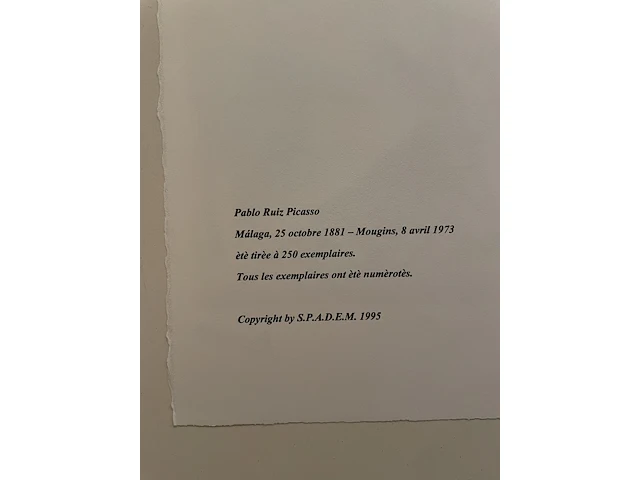 Pablo Ruiz Picasso
Málaga, 25 octobre 1881 – Mougins, 8 avril 1973
ètè tirèe à 250 exemplaires.
Tous les exemplaires ont ètè numèrotès.
Copyright by S.P.A.D.E.M. 1995